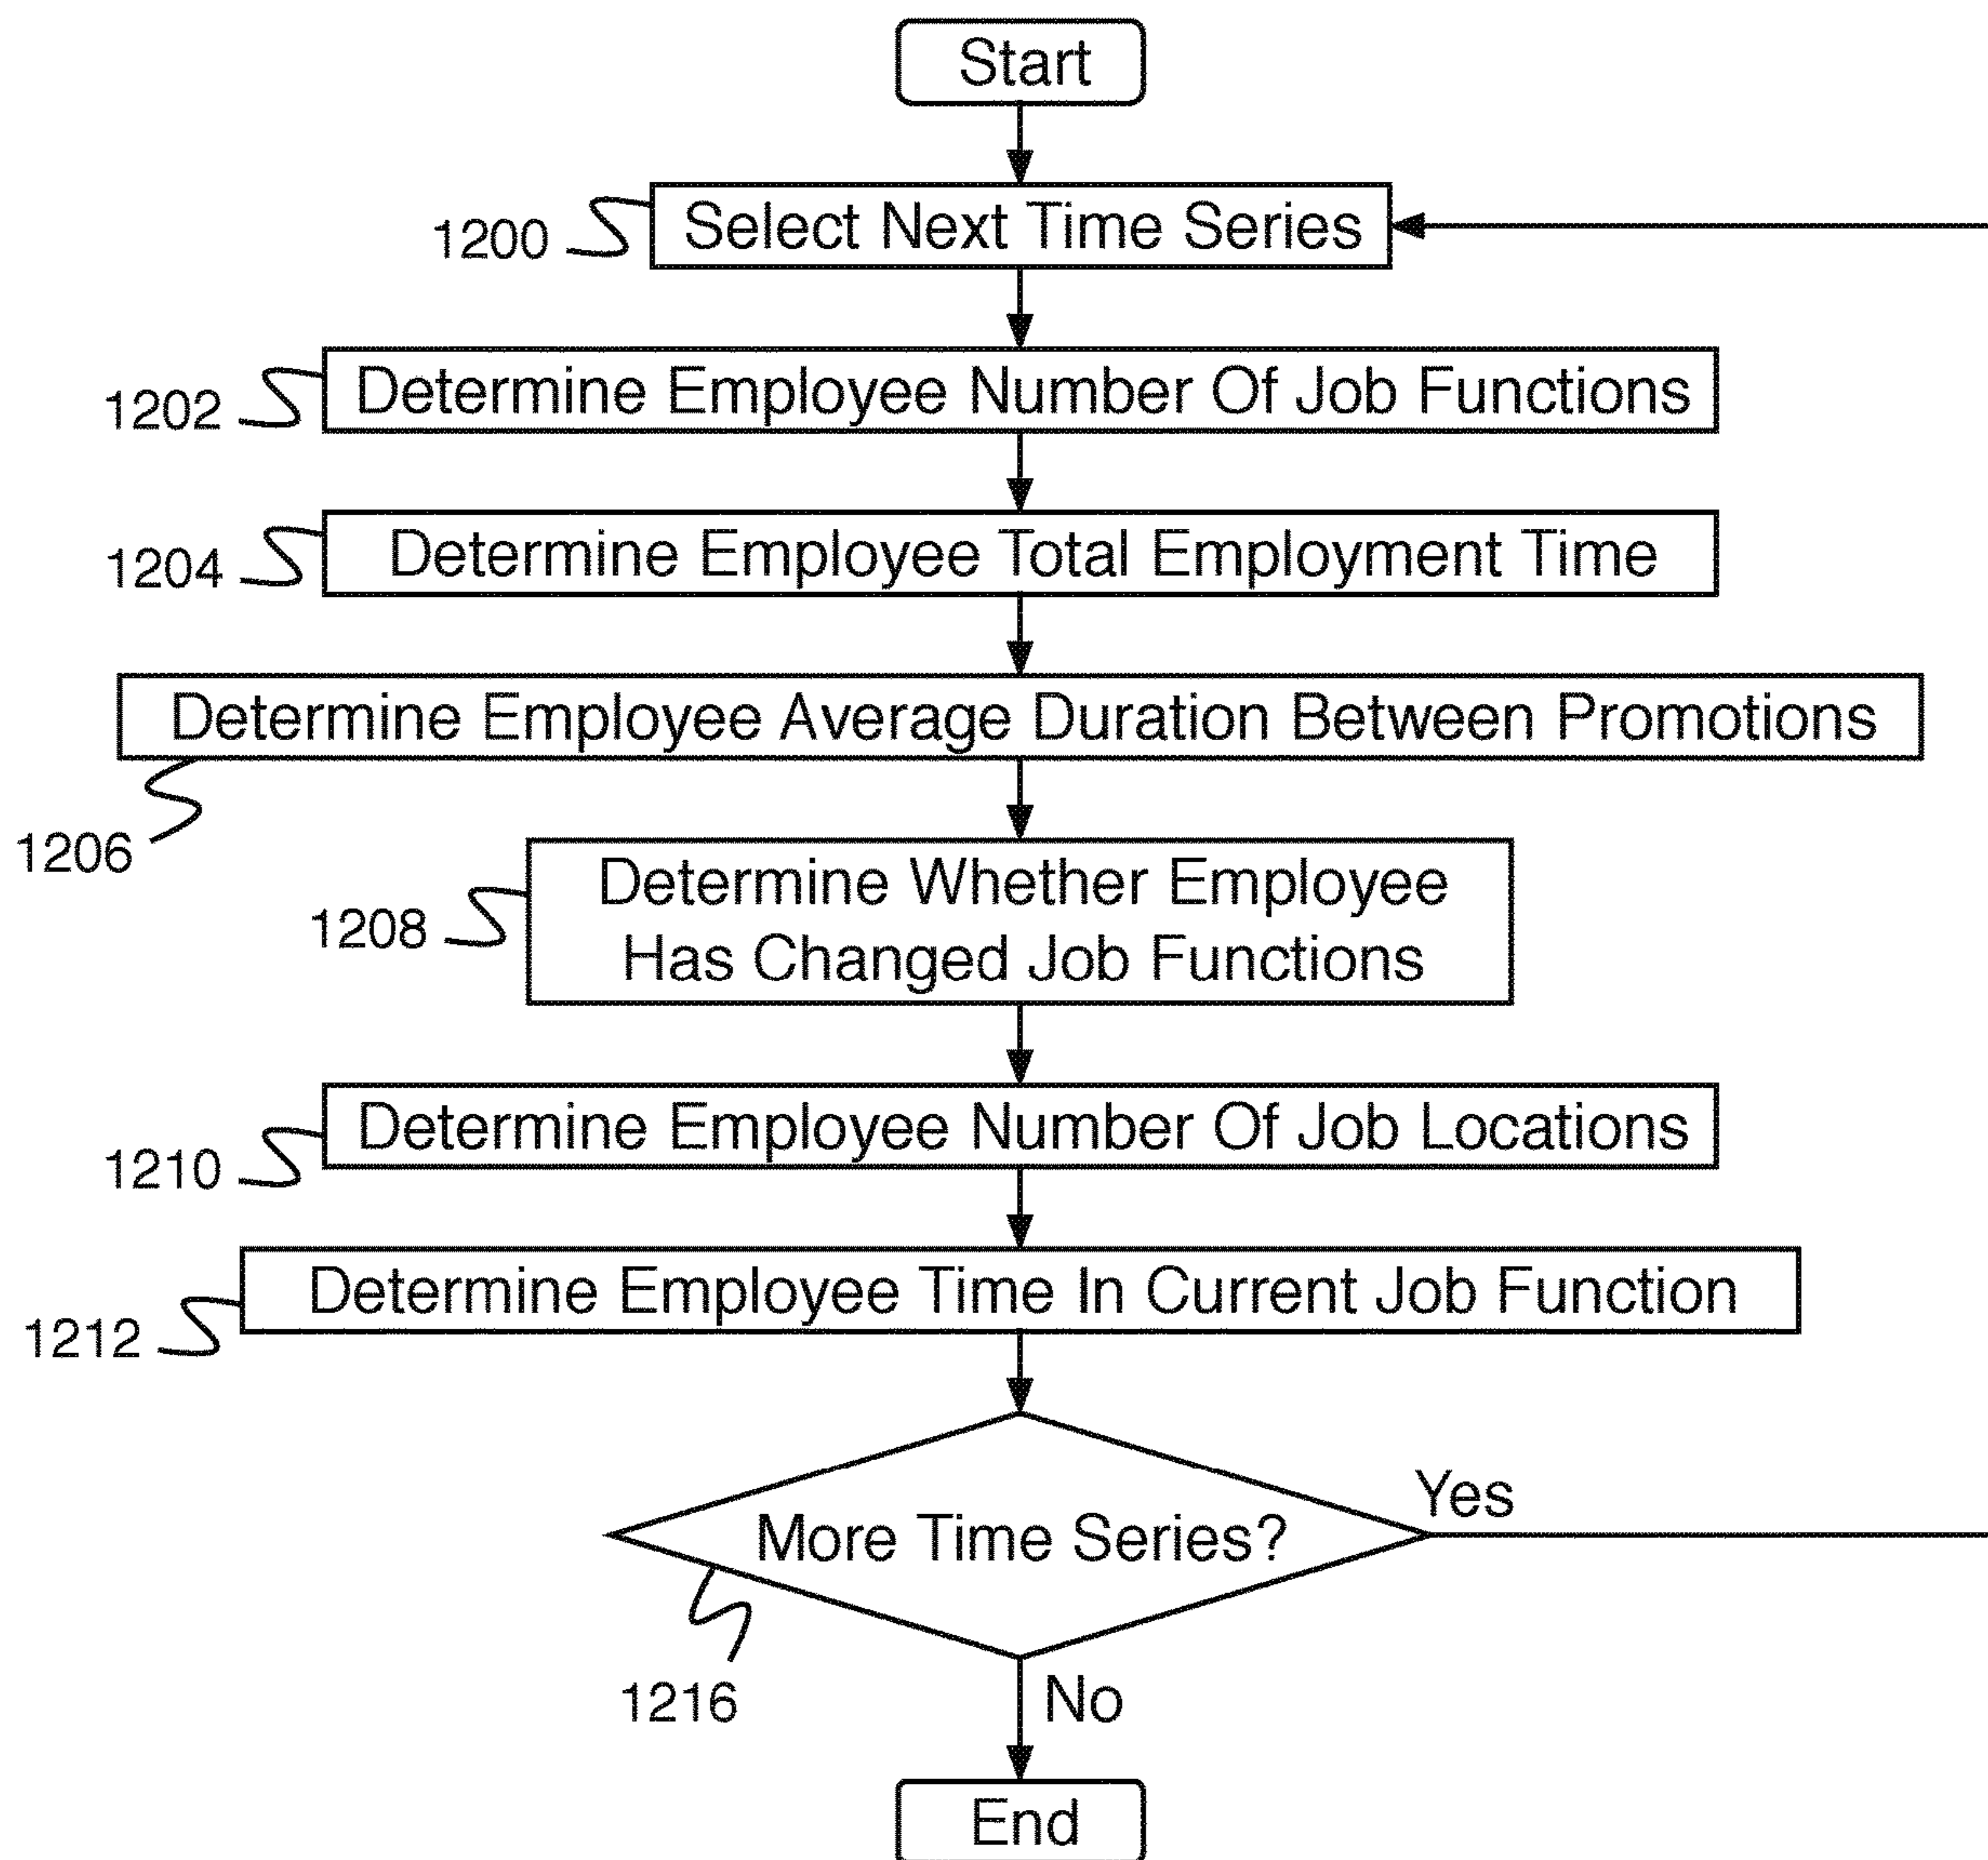 Start
1200
Select Next Time Series
1202
Determine Employee Number Of Job Functions
1204
Determine Employee Total Employment Time
Determine Employee Average Duration Between Promotions
1206
Determine Whether Employee
Has Changed Job Functions
1208
Determine Employee Number Of Job Locations
1210
Determine Employee Time In Current Job Function
1212
Yes
More Time Series?
1216
No
End